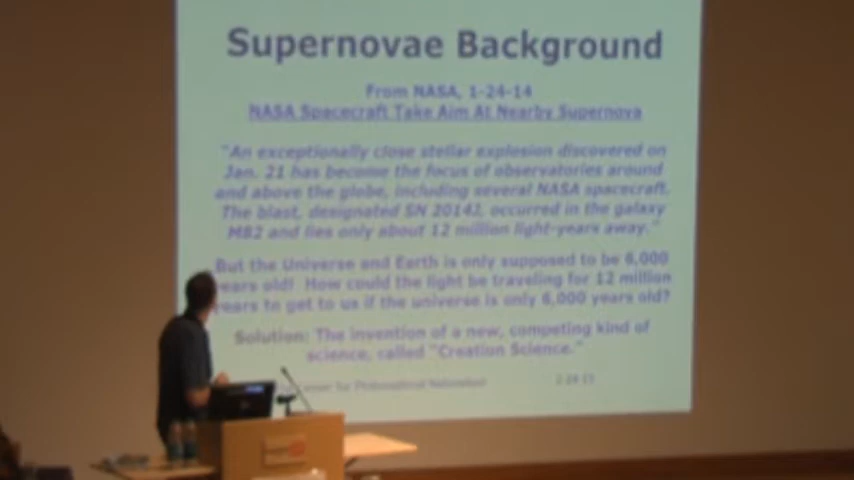 Supernovae Background
From NASA, 1-24-14
NASA Spacecraft Take Aim At Nearby Supernova
"An exceptionally close stellar explosion discovered on
Jan. 21 has become the focus of observatories around
and above the globe, including several NASA spacecraft.
The blast, designated SN 2014J, occurred in the galaxy
M82 and lies only about 12 million light-years away."
But the Universe and Earth is only supposed to be 6,000
years old! How could the light be traveling for 12 million
years to get to us if the universe is only 6,000 years old?
Solution: The invention of a new, competing kind of
science, called "Creation Science."
for